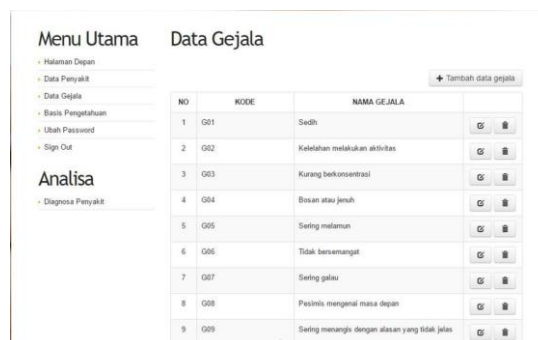 Menu Utama
Halaman Depan
Data Penyakit
Data Gejala
Basis Pengetahuan
Ubah Password
Sign Out
Analisa
Diagnosa Penyakit
Data Gejala
Tambah data gejala
NO KODE NAMA GEJALA
1 G01 Sedih
2 G02 Kelelahan melakukan aktivitas
3 G03 Kurang berkonsentrasi
4 G04 Bosan atau jenuh
5 G05 Sering melamun
6 G06 Tidak bersemangat
7 G07 Sering galau
8 G08 Pesimis mengenai masa depan
9 G09 Sering menangis dengan alasan yang tidak jelas